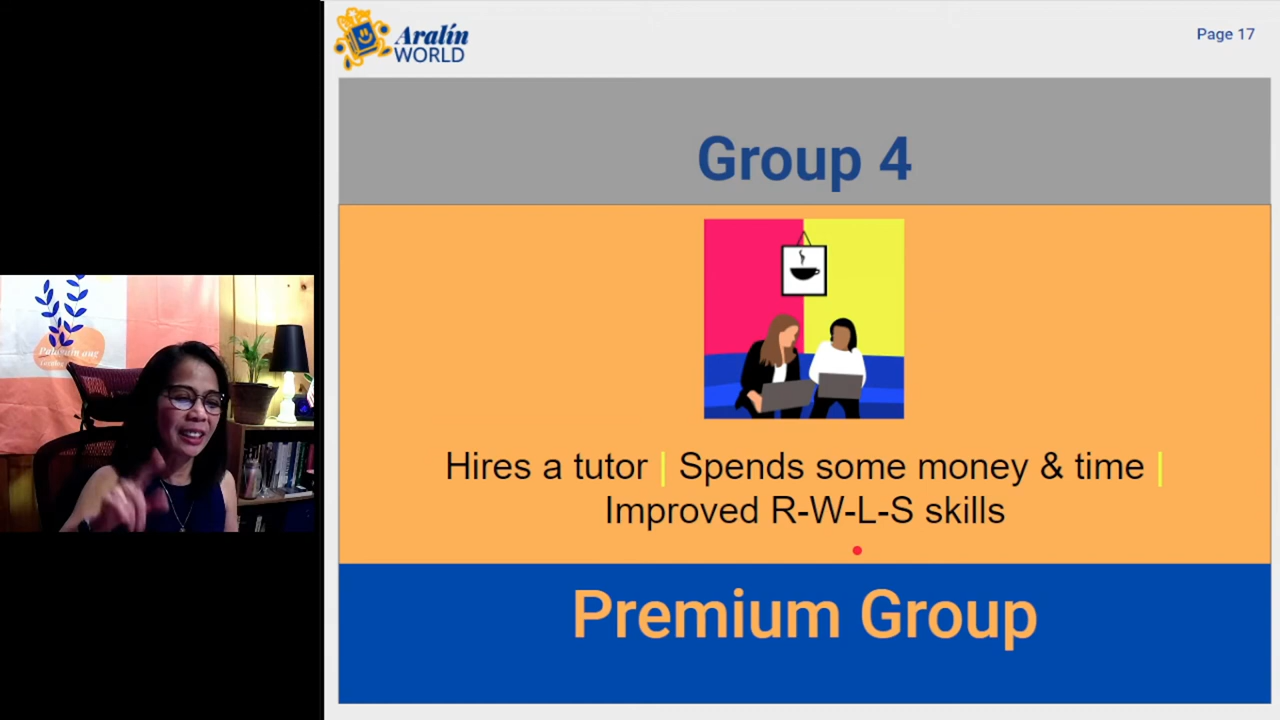 Aralín
WORLD
Page 17
Group 4
Hires a tutor | Spends some money & time |
Improved R-W-L-S skills
Premium Group